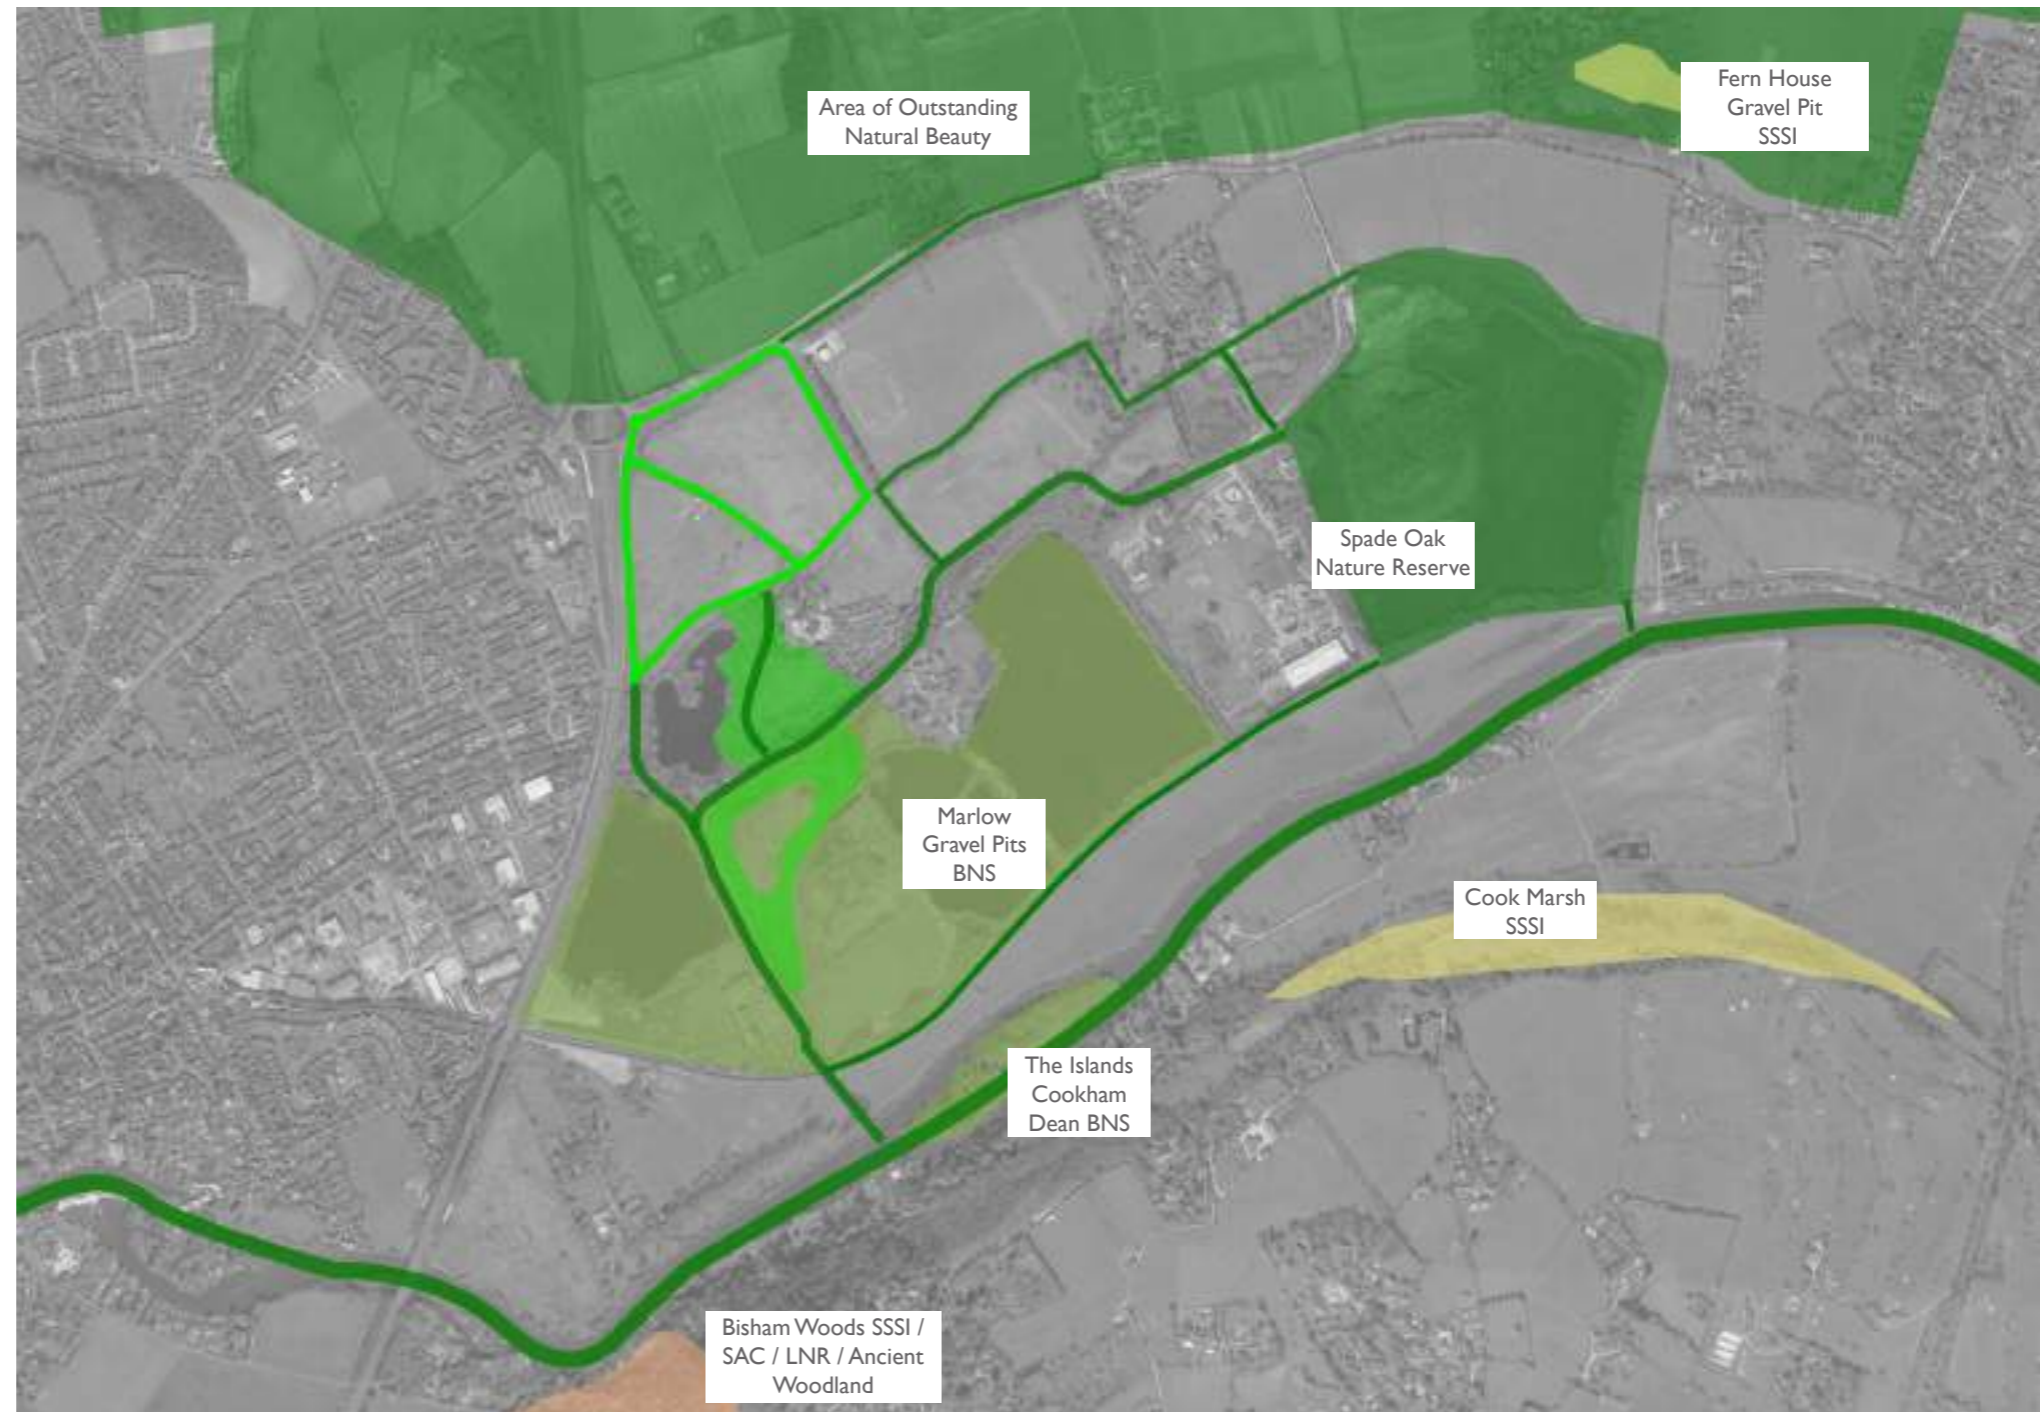 Area of Outstanding
Natural Beauty
Fern House
Gravel Pit
SSSI
Spade Oak
Nature Reserve
Marlow
Gravel Pits
BNS
Cook Marsh
SSSI
The Islands
Cookham
Dean BNS
Bisham Woods SSSI /
SAC / LNR / Ancient
Woodland